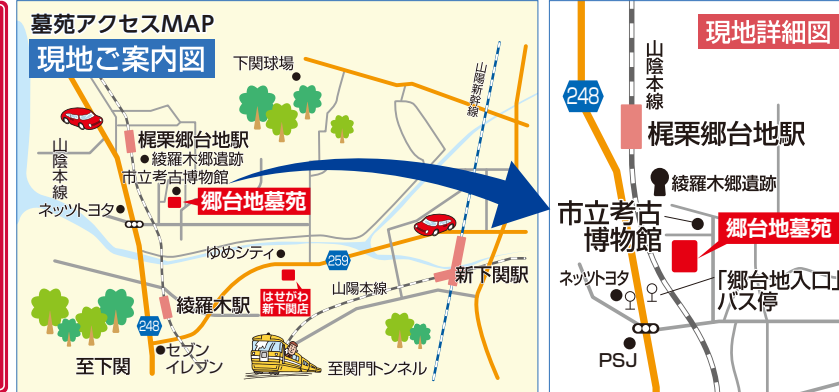 墓苑アクセスMAP
現地ご案内図
下関球場
山陽新幹線
梶栗郷台地駅
綾羅木郷遺跡
市立考古博物館
山陰本線
郷台地墓苑
ネッツトヨタ
ゆめシティ
259
新下関駅
はせがわ
新下関店
山陽本線
綾羅木駅
248
至下関
セブン
イレブン
至関門トンネル
現地詳細図
山陰本線
248
梶栗郷台地駅
綾羅木郷遺跡
市立考古
博物館
郷台地墓苑
ネッツトヨタ
「郷台地入口」
バス停
PSJ